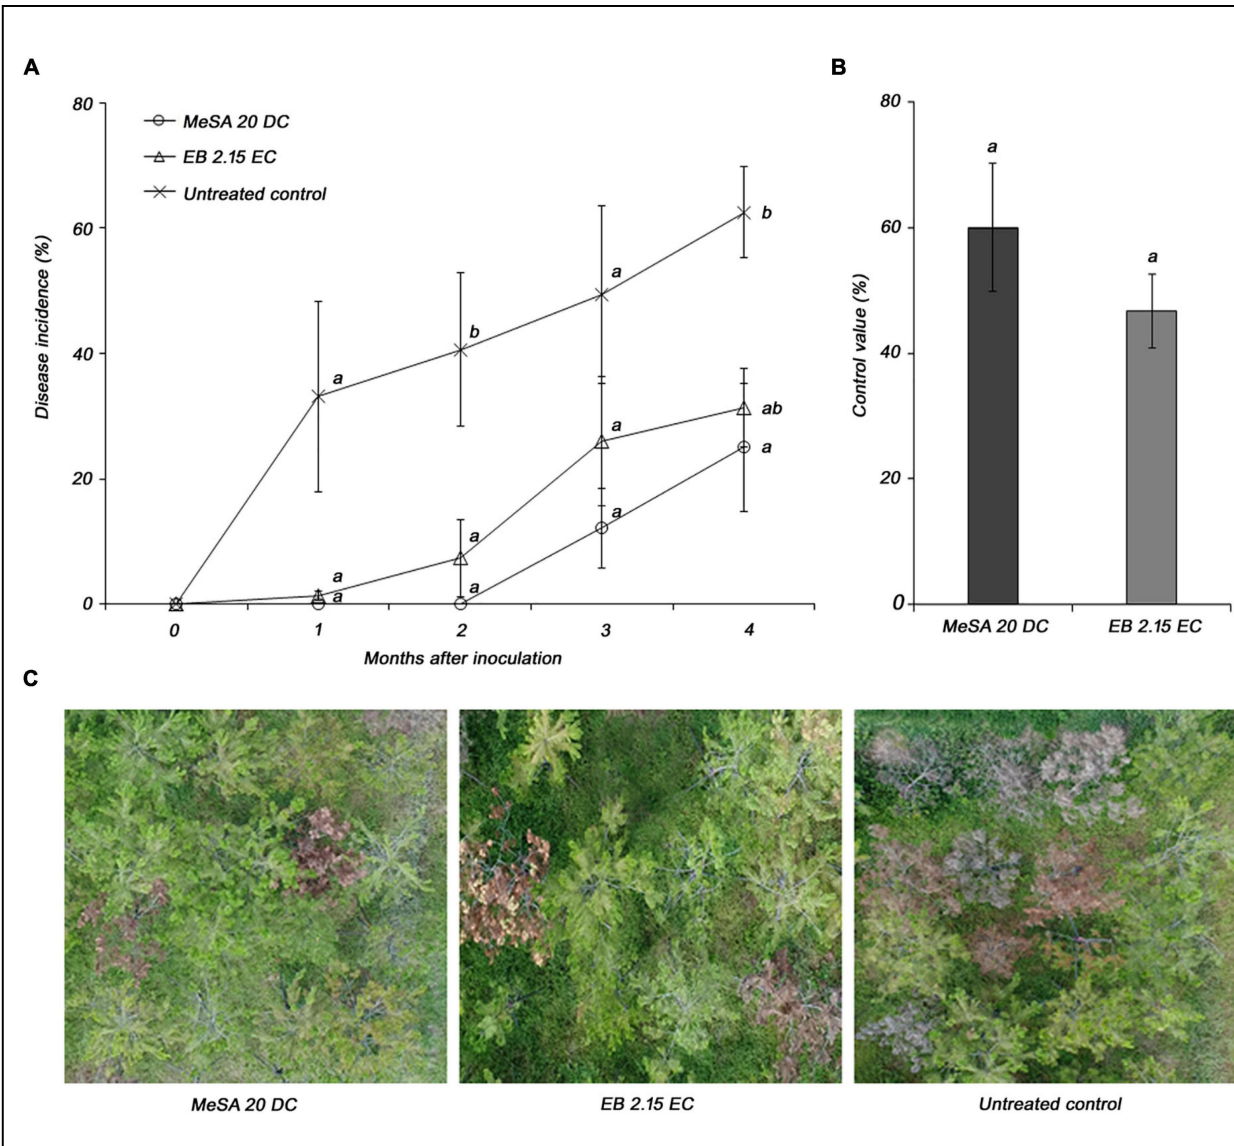 A
B
80
60
40
20
0
Disease incidence (%)
MeSA 20 DC
EB 2.15 EC
Untreated control
a
b
a
b
a
a
a
ab
a
a
a
a
0
1
2
3
4
Months after inoculation
80
60
40
20
0
Control value (%)
a
a
MeSA 20 DC
EB 2.15 EC
C
MeSA 20 DC
EB 2.15 EC
Untreated control